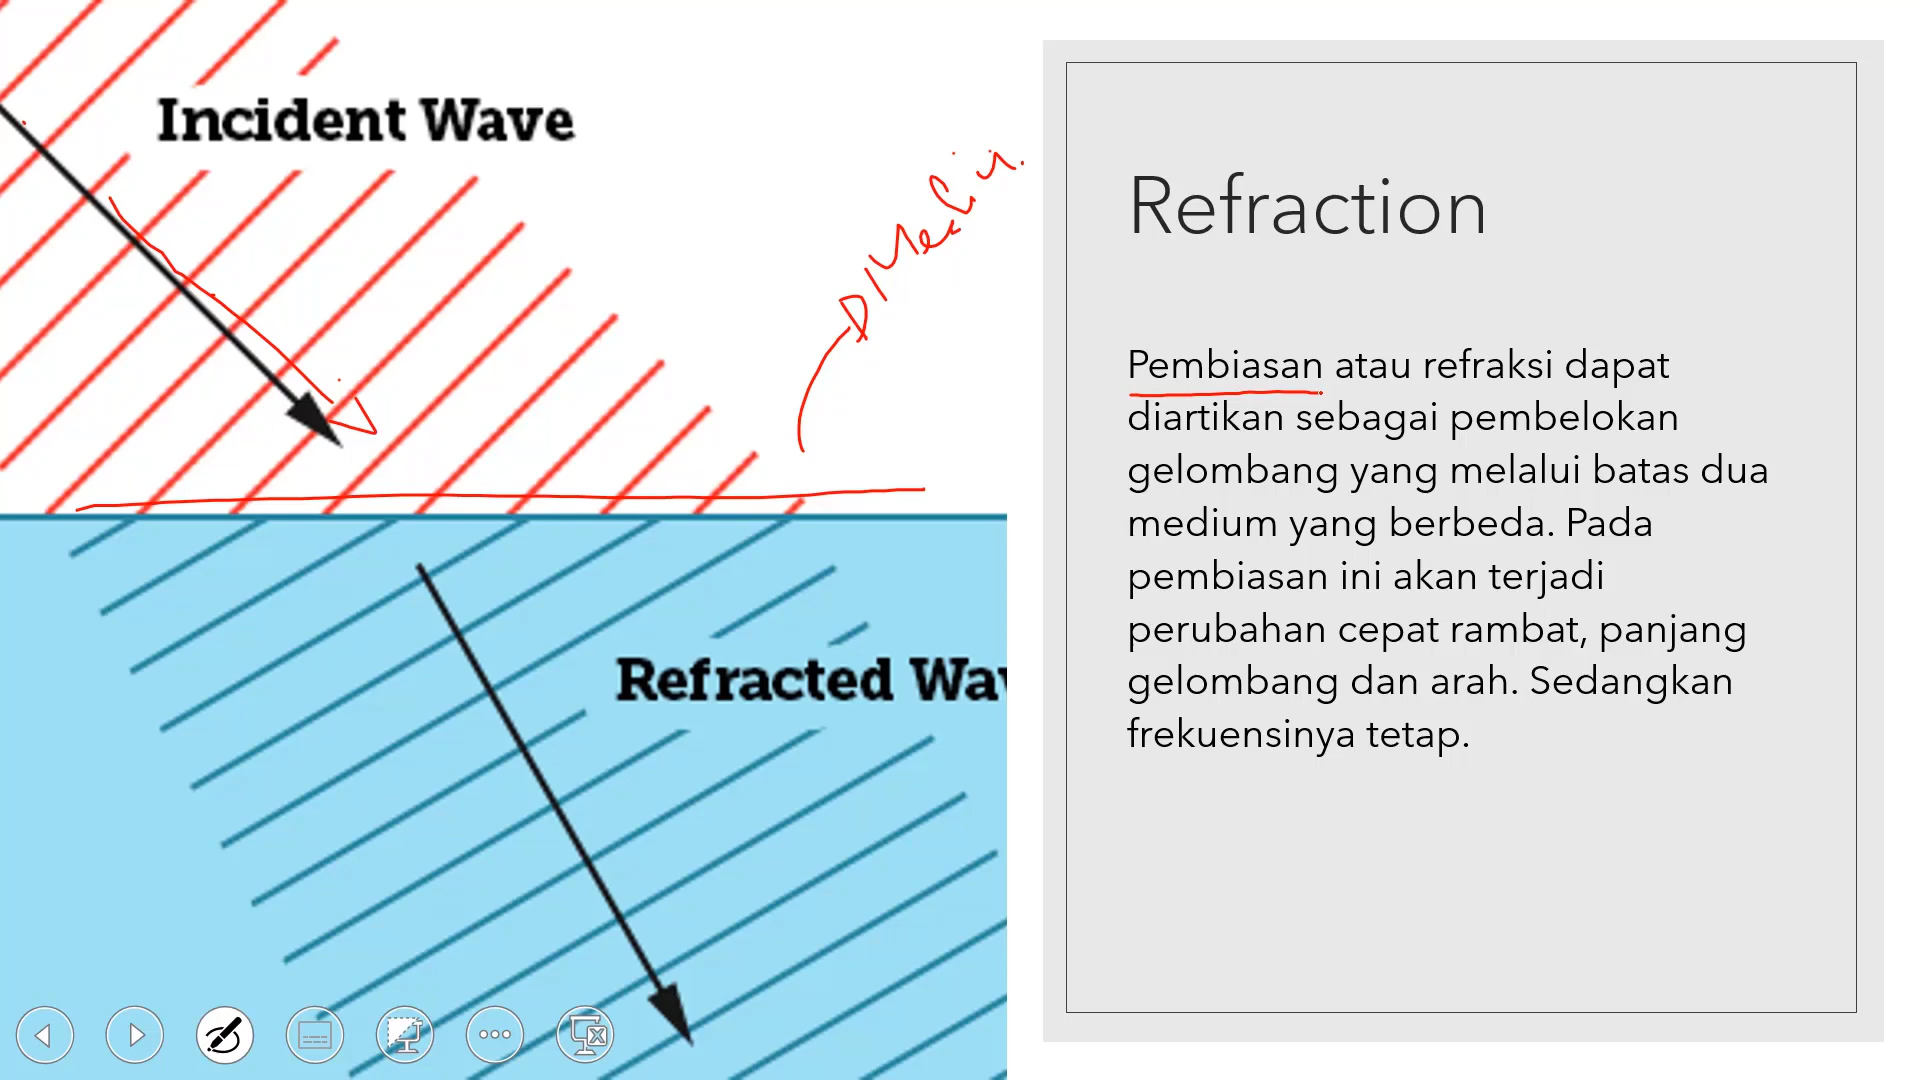 Incident Wave
Refraction
Pembiasan atau refraksi dapat
diartikan sebagai pembelokan
gelombang yang melalui batas dua
medium yang berbeda. Pada
pembiasan ini akan terjadi
perubahan cepat rambat, panjang
gelombang dan arah. Sedangkan
frekuensinya tetap.
Refracted Wav